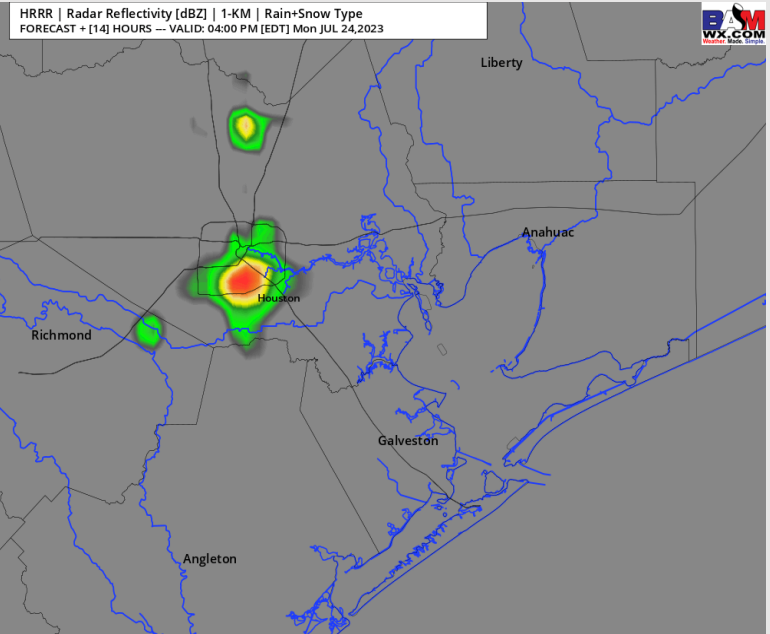 HRRR | Radar Reflectivity [dBZ] | 1-KM | Rain+Snow Type
FORECAST + [14] HOURS --- VALID: 04:00 PM [EDT] Mon JUL 24,2023
BAM
WX.COM
Weather. Made. Simple.
Liberty
Anahuac
Houston
Richmond
Galveston
Angleton